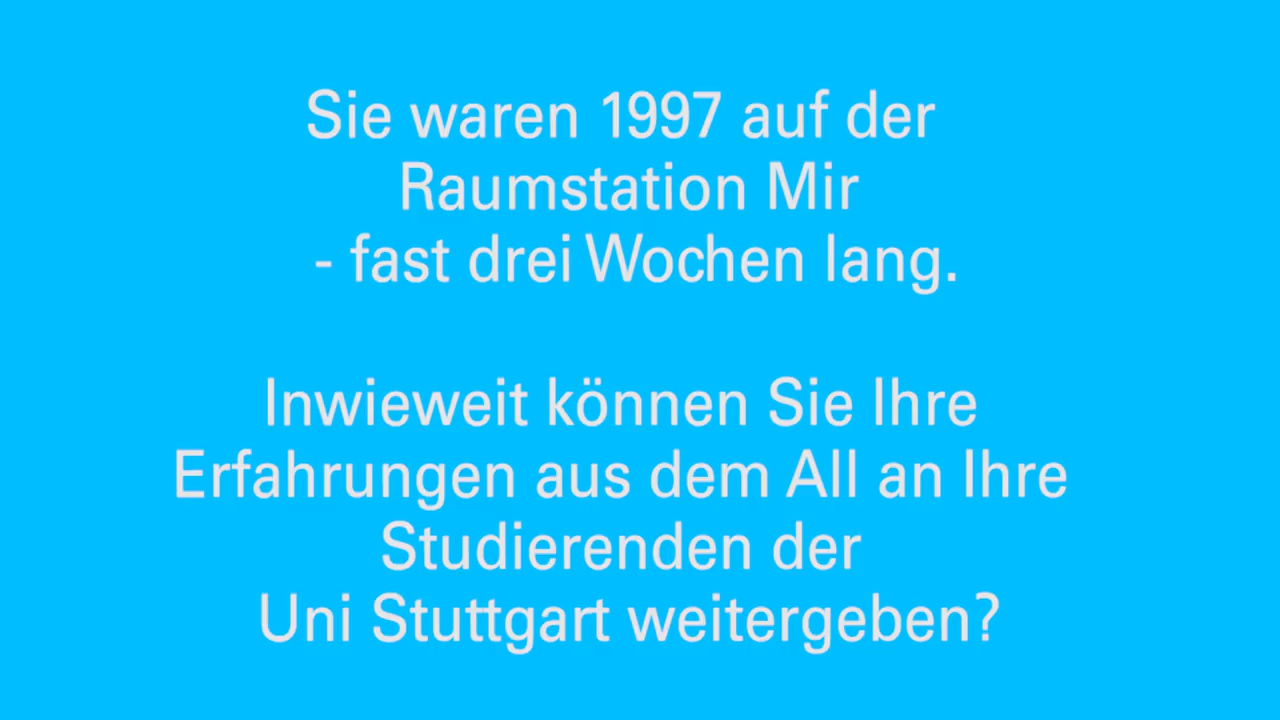 Sie waren 1997 auf der
Raumstation Mir
- fast drei Wochen lang.
Inwieweit können Sie Ihre
Erfahrungen aus dem All an Ihre
Studierenden der
Uni Stuttgart weitergeben?